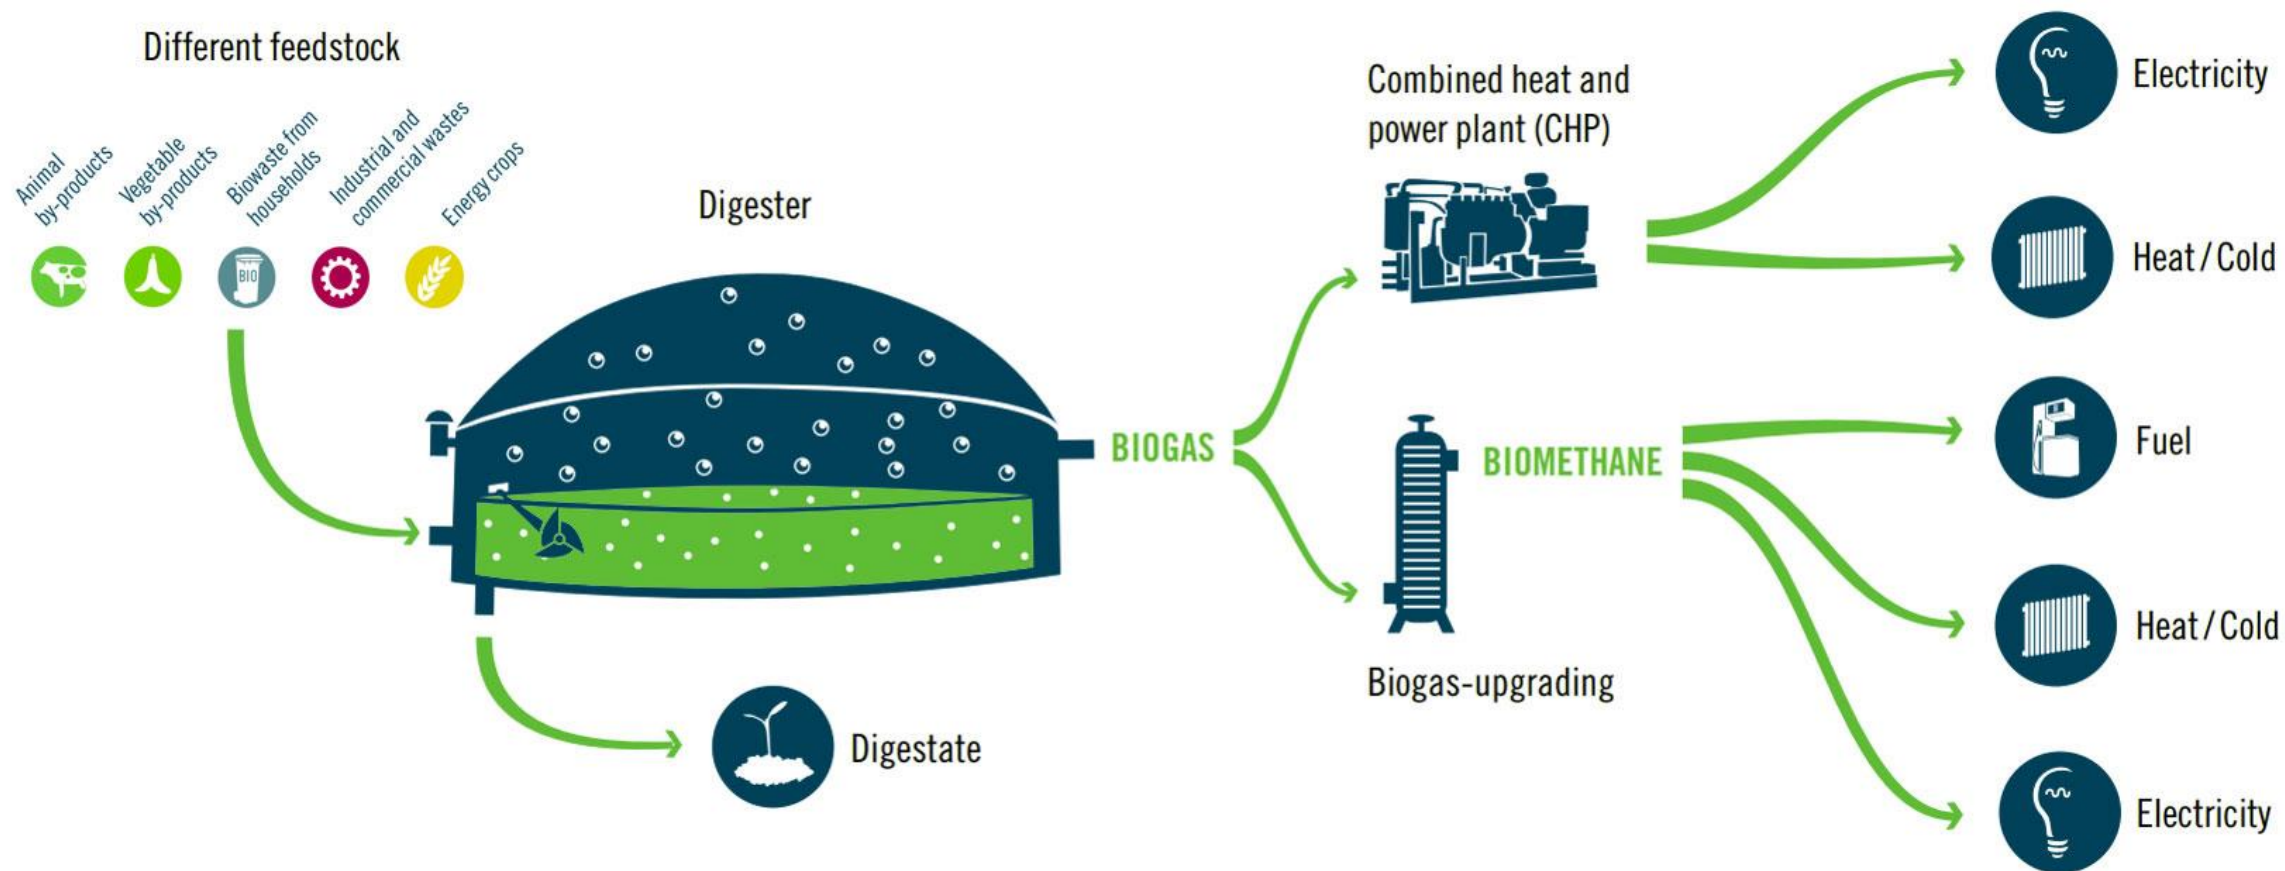 Different feedstock
Animal
by-products
Vegetable
by-products
Biowaste from
households
Industrial and
commercial wastes
Energy crops
BIO
Digester
BIOGAS
Digestate
Combined heat and
power plant (CHP)
BIOMETHANE
Biogas-upgrading
Electricity
Heat / Cold
Fuel
Heat / Cold
Electricity